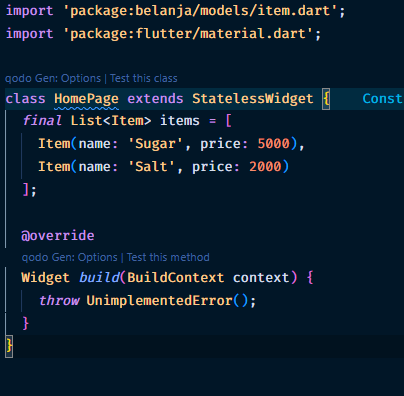 import 'package:belanja/models/item.dart';
import 'package:flutter/material.dart';
qodo Gen: Options | Test this class
class HomePage extends StatelessWidget { Const
final List<Item> items = [
Item(name: 'Sugar', price: 5000),
Item(name: 'Salt', price: 2000)
];
@override
qodo Gen: Options | Test this method
Widget build(BuildContext context) {
throw UnimplementedError();
}
}